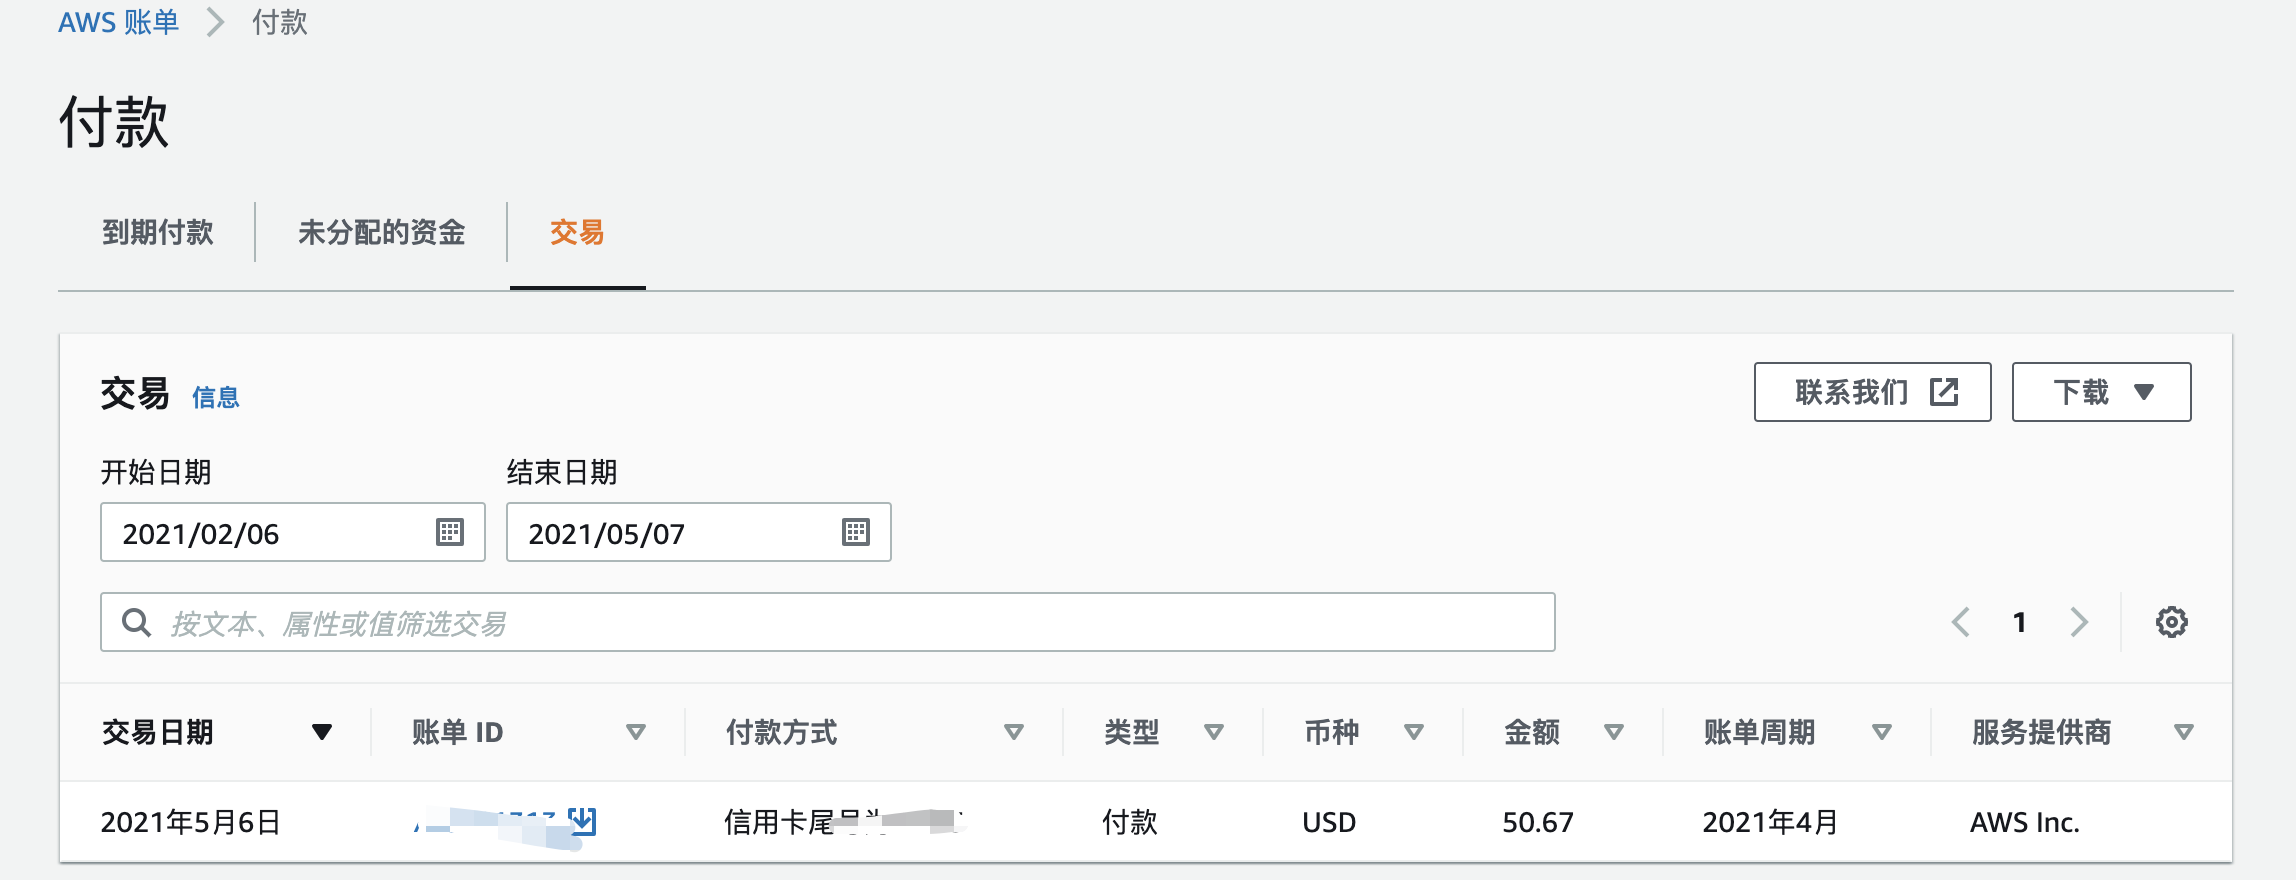 AWS 账单 付款
付款
到期付款 未分配的资金 交易
交易 信息 联系我们 下载
开始日期 结束日期
2021/02/06 2021/05/07
按文本、属性或值筛选交易 1
交易日期 账单 ID 付款方式 类型 币种 金额 账单周期 服务提供商
2021年5月6日 信用卡尾号为 付款 USD 50.67 2021年4月 AWS Inc.